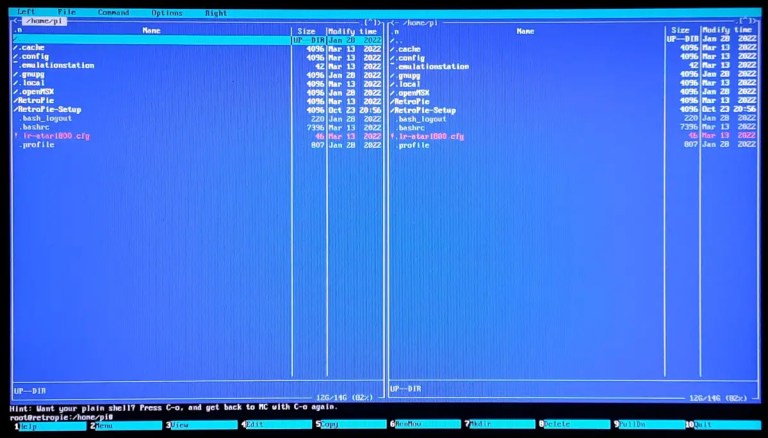 Left File Command Options Right
/home/pi
.n Name Size Modify time
/.. UP--DIR Jan 28 2022
/.cache 4096 Mar 13 2022
/.config 4096 Mar 13 2022
.emulationstation 42 Mar 13 2022
/.gnupg 4096 Jan 28 2022
/.local 4096 Jan 28 2022
/.openMSX 4096 Mar 13 2022
/RetroPie 4096 Mar 13 2022
/RetroPie-Setup 4096 Oct 23 20:56
.bash_logout 220 Jan 28 2022
.bashrc 7396 Mar 13 2022
!.lr-atari800.cfg 46 Mar 13 2022
.profile 807 Jan 28 2022
UP--DIR
12G/14G (82%)
/home/pi
.n Name Size Modify time
/.. UP--DIR Jan 28 2022
/.cache 4096 Mar 13 2022
/.config 4096 Mar 13 2022
.emulationstation 42 Mar 13 2022
/.gnupg 4096 Jan 28 2022
/.local 4096 Jan 28 2022
/.openMSX 4096 Mar 13 2022
/RetroPie 4096 Mar 13 2022
/RetroPie-Setup 4096 Oct 23 20:56
.bash_logout 220 Jan 28 2022
.bashrc 7396 Mar 13 2022
!.lr-atari800.cfg 46 Mar 13 2022
.profile 807 Jan 28 2022
UP--DIR
12G/14G (82%)
Hint: Want your plain shell? Press C-o, and get back to MC with C-o again.
root@retropie:/home/pi#
1Help 2Menu 3View 4Edit 5Copy 6RenMov 7Mkdir 8Delete 9PullDn 10Quit